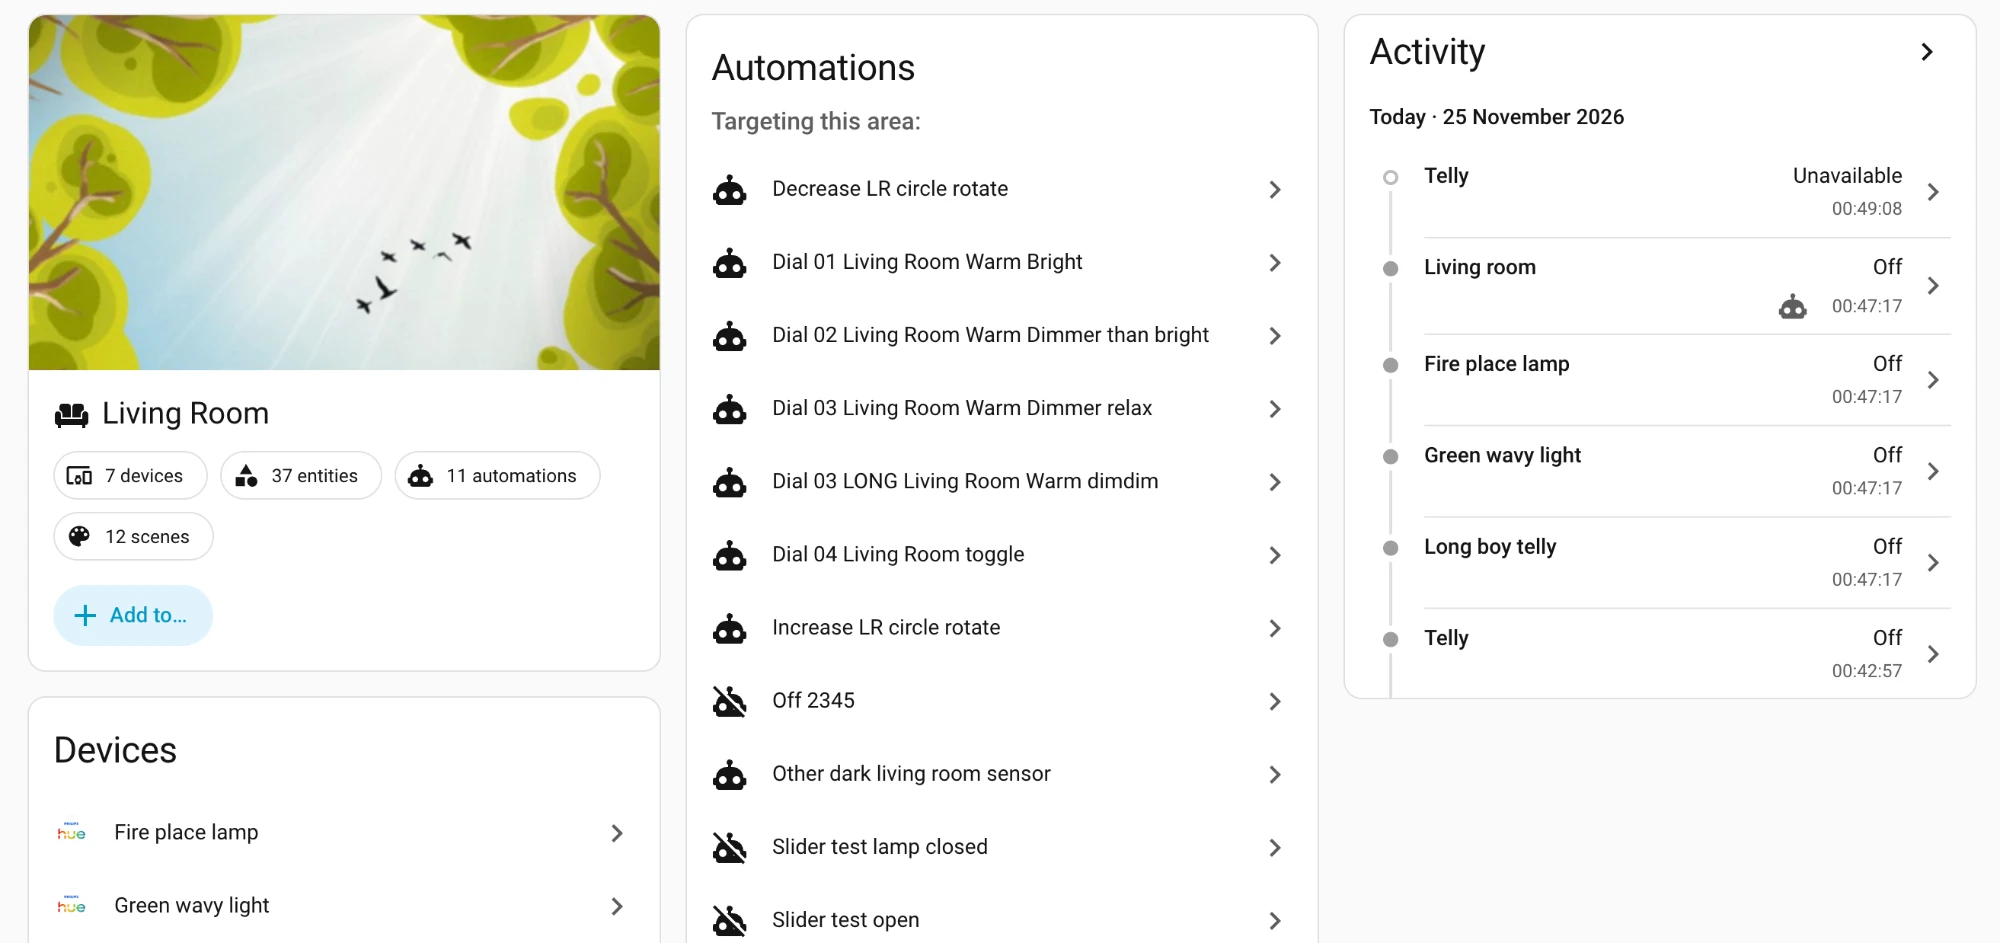 Living Room
7 devices
37 entities
11 automations
12 scenes
Add to...
Devices
PHILIPS
hue
Fire place lamp
PHILIPS
hue
Green wavy light
Automations
Targeting this area:
Decrease LR circle rotate
Dial 01 Living Room Warm Bright
Dial 02 Living Room Warm Dimmer than bright
Dial 03 Living Room Warm Dimmer relax
Dial 03 LONG Living Room Warm dimdim
Dial 04 Living Room toggle
Increase LR circle rotate
Off 2345
Other dark living room sensor
Slider test lamp closed
Slider test open
Activity
Today · 25 November 2026
Telly Unavailable
00:49:08
Living room Off
00:47:17
Fire place lamp Off
00:47:17
Green wavy light Off
00:47:17
Long boy telly Off
00:47:17
Telly Off
00:42:57